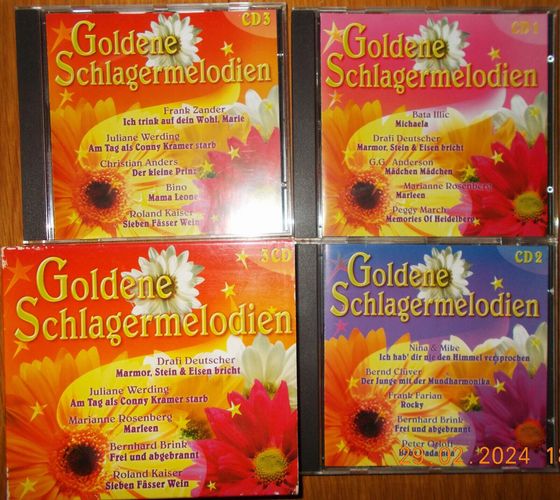 CD 3
Goldene
Schlagermelodien
Frank Zander
Ich trink auf dein Wohl, Marie
Juliane Werding
Am Tag als Conny Kramer starb
Christian Anders
Der kleine Prinz
Bino
Mama Leone
Roland Kaiser
Sieben Fässer Wein
CD 1
Goldene
Schlagermelodien
Bata Illic
Michaela
Drafi Deutscher
Marmor, Stein & Eisen bricht
G.G. Anderson
Mädchen Mädchen
Marianne Rosenberg
Marleen
Peggy March
Memories Of Heidelberg
3 CD
Goldene
Schlagermelodien
Drafi Deutscher
Marmor, Stein & Eisen bricht
Juliane Werding
Am Tag als Conny Kramer starb
Marianne Rosenberg
Marleen
Bernhard Brink
Frei und abgebrannt
Roland Kaiser
Sieben Fässer Wein
CD 2
Goldene
Schlagermelodien
Nina & Mike
Ich hab' dir nie den Himmel versprochen
Bernd Clüver
Der Junge mit der Mundharmonika
Frank Farian
Rocky
Bernhard Brink
Frei und abgebrannt
Peter Orloff
02.2024